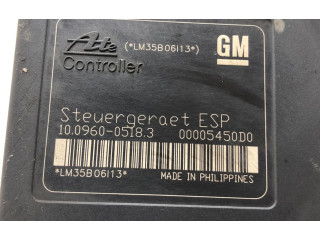 Ate (*LM35B06I13*) GM
Controller
Steuergeraet ESP
10.0960-0518.3 00005450D0
*LM35B06I13* MADE IN PHILIPPINES